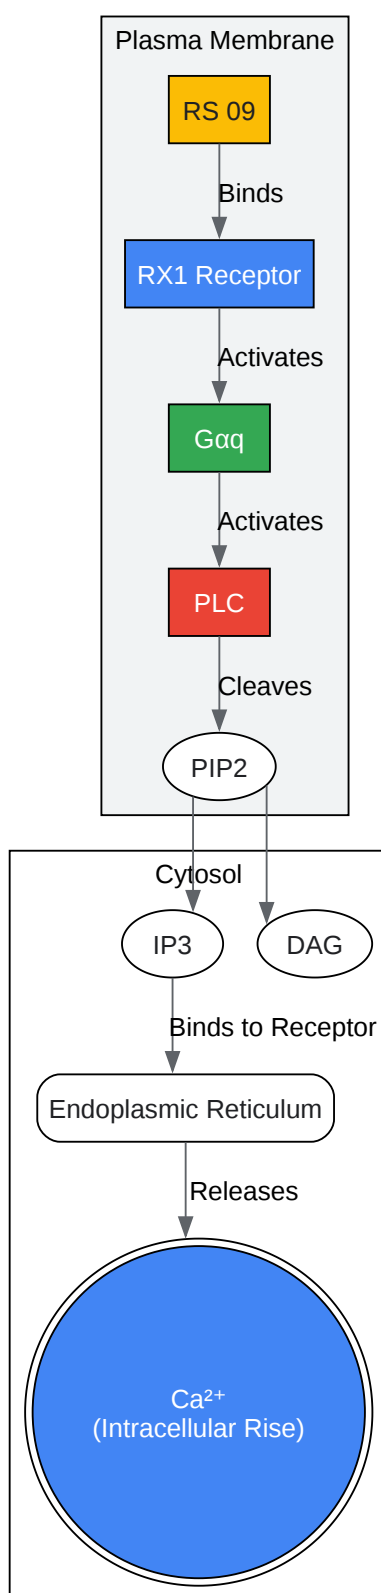 Plasma Membrane
RS 09
Binds
RX1 Receptor
Activates
Gαq
Activates
PLC
Cleaves
PIP2
Cytosol
IP3
DAG
Binds to Receptor
Endoplasmic Reticulum
Releases
Ca²⁺
(Intracellular Rise)